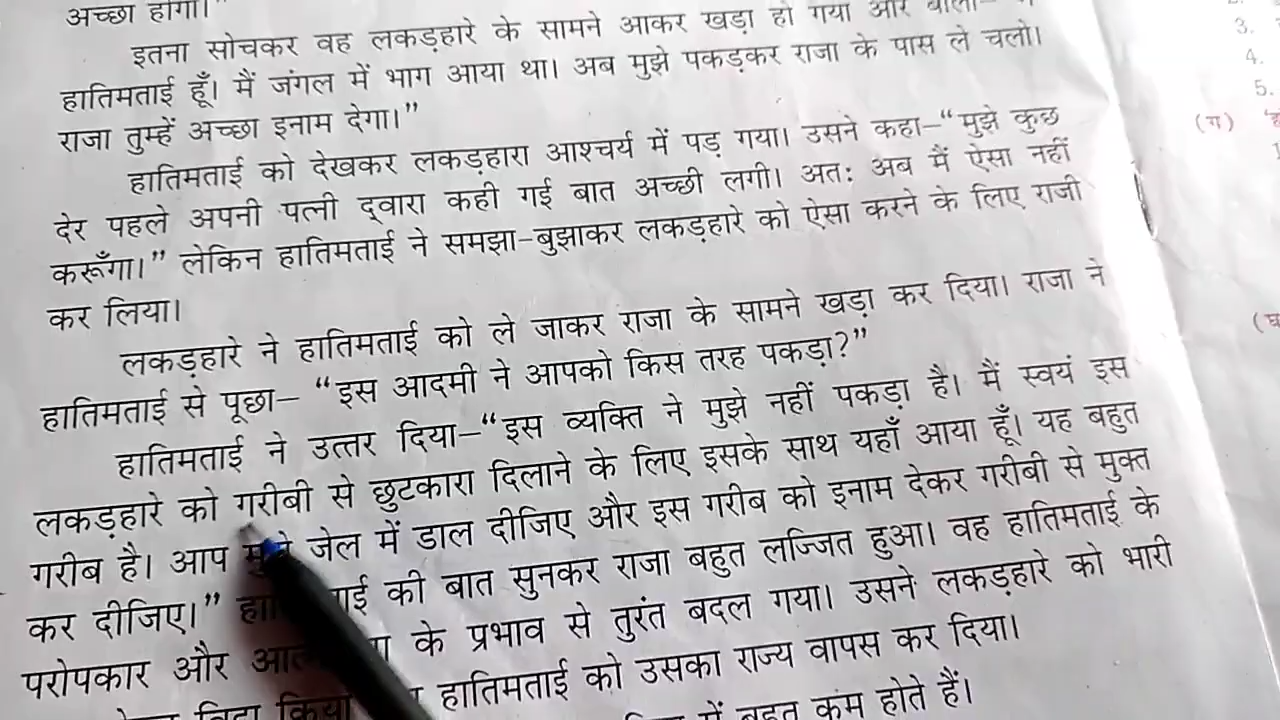 अच्छा होगा।"
इतना सोचकर वह लकड़हारे के सामने आकर खड़ा हो गया और
हातिमताई हूँ। मैं जंगल में भाग आया था। अब मुझे पकड़कर राजा के पास ले चलो।
राजा तुम्हें अच्छा इनाम देगा।"
हातिमताई को देखकर लकड़हारा आश्चर्य में पड़ गया। उसने कहा–"मुझे कुछ
देर पहले अपनी पत्नी द्वारा कही गई बात अच्छी लगी। अतः अब मैं ऐसा नहीं
करूँगा।" लेकिन हातिमताई ने समझा-बुझाकर लकड़हारे को ऐसा करने के लिए राजी
कर लिया।
लकड़हारे ने हातिमताई को ले जाकर राजा के सामने खड़ा कर दिया। राजा ने
हातिमताई से पूछा– "इस आदमी ने आपको किस तरह पकड़ा?"
हातिमताई ने उत्तर दिया–"इस व्यक्ति ने मुझे नहीं पकड़ा है। मैं स्वयं इस
लकड़हारे को गरीबी से छुटकारा दिलाने के लिए इसके साथ यहाँ आया हूँ। यह बहुत
गरीब है। आप जेल में डाल दीजिए और इस गरीब को इनाम देकर गरीबी से मुक्त
कर दीजिए।" की बात सुनकर राजा बहुत लज्जित हुआ। वह हातिमताई के
परोपकार और के प्रभाव से तुरंत बदल गया। उसने लकड़हारे को भारी
विदा किया हातिमताई को उसका राज्य वापस कर दिया।
में बहुत कम होते हैं।
3.
4.
5.
(ग)
(घ